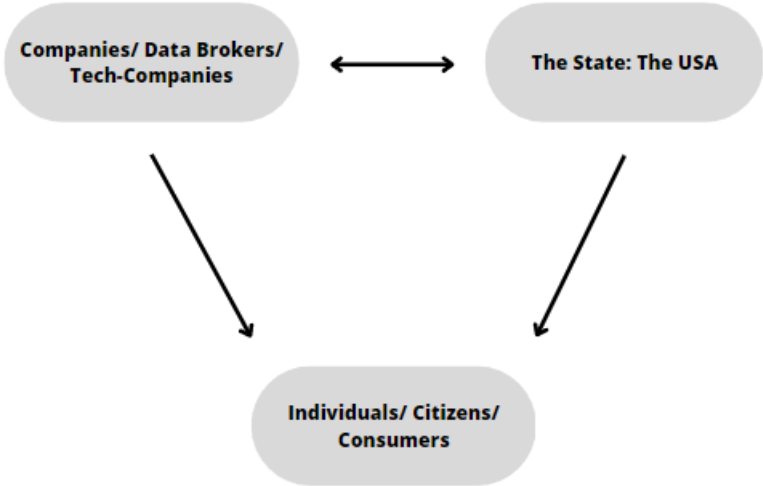 Companies/ Data Brokers/
Tech-Companies
The State: The USA
Individuals/ Citizens/
Consumers